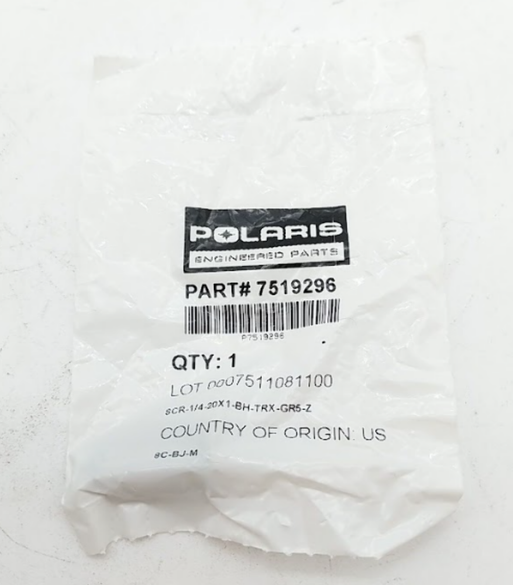 POLARIS
ENGINEERED PARTS
PART# 7519296
P7519296
QTY: 1
LOT 0007511081100
SCR-1/4-20X1-BH-TRX-GR5-Z
COUNTRY OF ORIGIN: US
8C-BJ-M